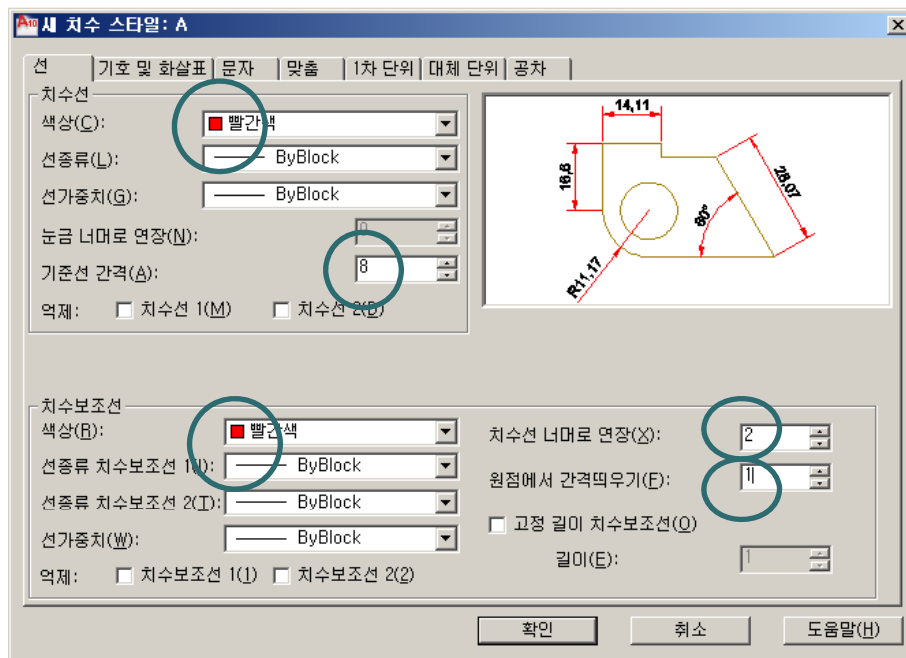 새 치수 스타일: A
선 기호 및 화살표 문자 맞춤 1차 단위 대체 단위 공차
치수선
색상(C): 빨간색
선종류(L): ByBlock
선가중치(G): ByBlock
눈금 너머로 연장(N): 0
기준선 간격(A): 8
억제: 치수선 1(M) 치수선 2(D)
14,11
16,6
28,07
60°
R11,17
치수보조선
색상(R): 빨간색
선종류 치수보조선 1(I): ByBlock
선종류 치수보조선 2(T): ByBlock
선가중치(W): ByBlock
억제: 치수보조선 1(1) 치수보조선 2(2)
치수선 너머로 연장(X): 2
원점에서 간격띄우기(F): 1
고정 길이 치수보조선(O)
길이(E): 1
확인 취소 도움말(H)